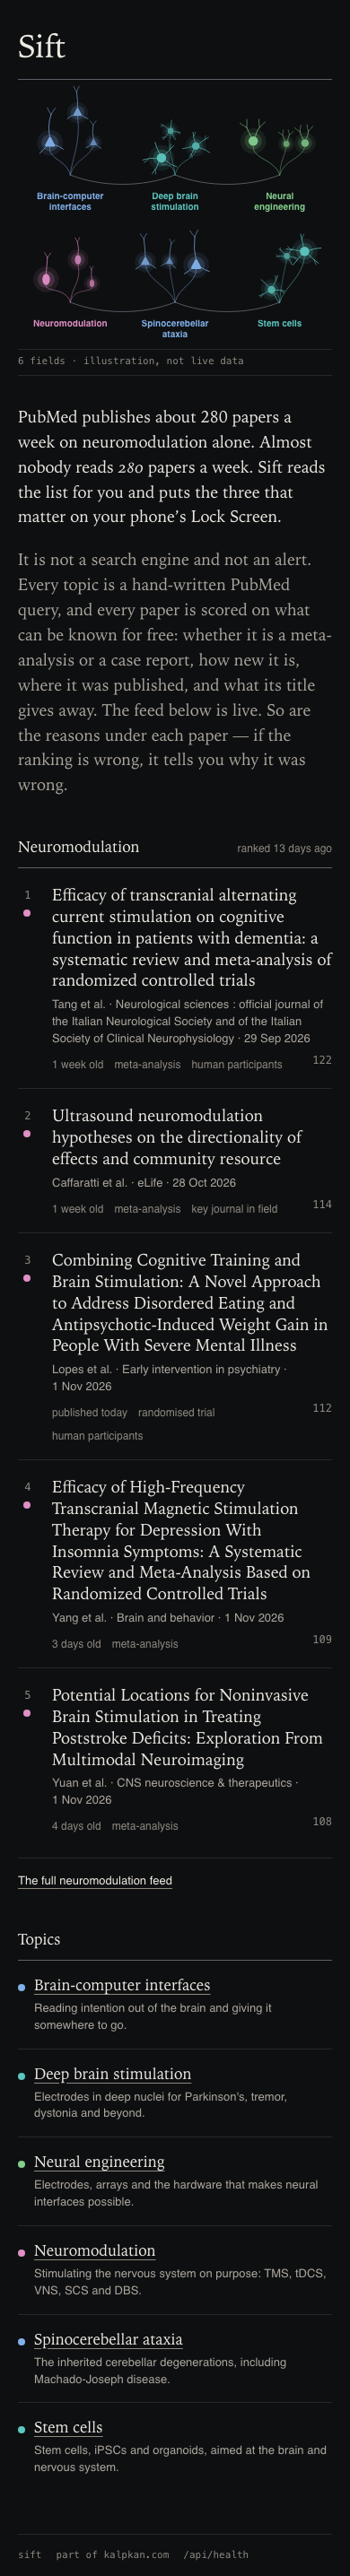 Sift
Brain-computer
interfaces
Deep brain
stimulation
Neural
engineering
Neuromodulation
Spinocerebellar
ataxia
Stem cells
6 fields · illustration, not live data
PubMed publishes about 280 papers a
week on neuromodulation alone. Almost
nobody reads 280 papers a week. Sift reads
the list for you and puts the three that
matter on your phone’s Lock Screen.
It is not a search engine and not an alert.
Every topic is a hand-written PubMed
query, and every paper is scored on what
can be known for free: whether it is a meta-
analysis or a case report, how new it is,
where it was published, and what its title
gives away. The feed below is live. So are
the reasons under each paper — if the
ranking is wrong, it tells you why it was
wrong.
Neuromodulation ranked 13 days ago
1 Efficacy of transcranial alternating
current stimulation on cognitive
function in patients with dementia: a
systematic review and meta-analysis of
randomized controlled trials
Tang et al. · Neurological sciences : official journal of
the Italian Neurological Society and of the Italian
Society of Clinical Neurophysiology · 29 Sep 2026
1 week old meta-analysis human participants 122
2 Ultrasound neuromodulation
hypotheses on the directionality of
effects and community resource
Caffaratti et al. · eLife · 28 Oct 2026
1 week old meta-analysis key journal in field 114
3 Combining Cognitive Training and
Brain Stimulation: A Novel Approach
to Address Disordered Eating and
Antipsychotic-Induced Weight Gain in
People With Severe Mental Illness
Lopes et al. · Early intervention in psychiatry ·
1 Nov 2026
published today randomised trial 112
human participants
4 Efficacy of High-Frequency
Transcranial Magnetic Stimulation
Therapy for Depression With
Insomnia Symptoms: A Systematic
Review and Meta-Analysis Based on
Randomized Controlled Trials
Yang et al. · Brain and behavior · 1 Nov 2026
3 days old meta-analysis 109
5 Potential Locations for Noninvasive
Brain Stimulation in Treating
Poststroke Deficits: Exploration From
Multimodal Neuroimaging
Yuan et al. · CNS neuroscience & therapeutics ·
1 Nov 2026
4 days old meta-analysis 108
The full neuromodulation feed
Topics
Brain-computer interfaces
Reading intention out of the brain and giving it
somewhere to go.
Deep brain stimulation
Electrodes in deep nuclei for Parkinson's, tremor,
dystonia and beyond.
Neural engineering
Electrodes, arrays and the hardware that makes neural
interfaces possible.
Neuromodulation
Stimulating the nervous system on purpose: TMS, tDCS,
VNS, SCS and DBS.
Spinocerebellar ataxia
The inherited cerebellar degenerations, including
Machado-Joseph disease.
Stem cells
Stem cells, iPSCs and organoids, aimed at the brain and
nervous system.
sift part of kalpkan.com /api/health